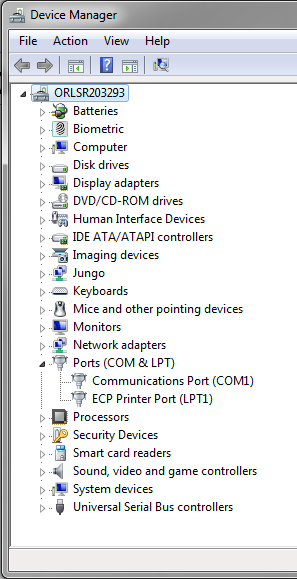 Device Manager
File Action View Help
ORLSR203293
Batteries
Biometric
Computer
Disk drives
Display adapters
DVD/CD-ROM drives
Human Interface Devices
IDE ATA/ATAPI controllers
Imaging devices
Jungo
Keyboards
Mice and other pointing devices
Monitors
Network adapters
Ports (COM & LPT)
Communications Port (COM1)
ECP Printer Port (LPT1)
Processors
Security Devices
Smart card readers
Sound, video and game controllers
System devices
Universal Serial Bus controllers